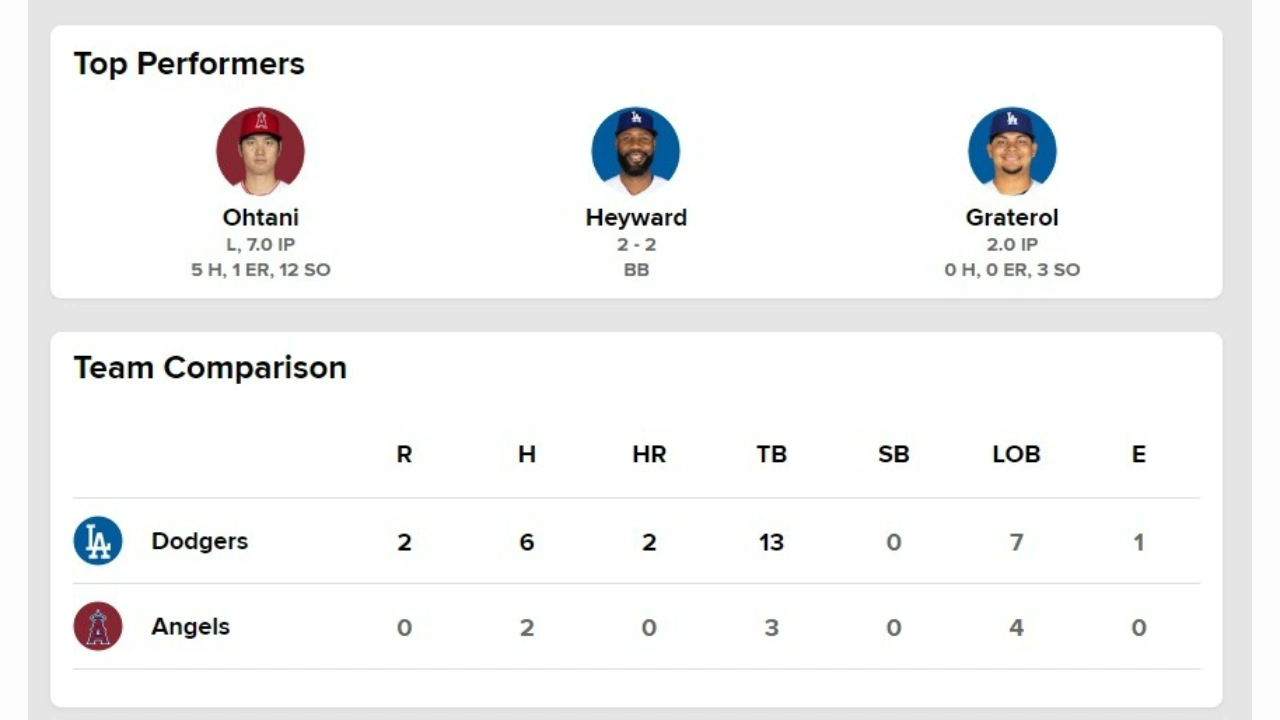 Top Performers
Ohtani Heyward Graterol
L, 7.0 IP 2 - 2 2.0 IP
5 H, 1 ER, 12 SO BB 0 H, 0 ER, 3 SO
Team Comparison
R H HR TB SB LOB E
LA Dodgers 2 6 2 13 0 7 1
A Angels 0 2 0 3 0 4 0